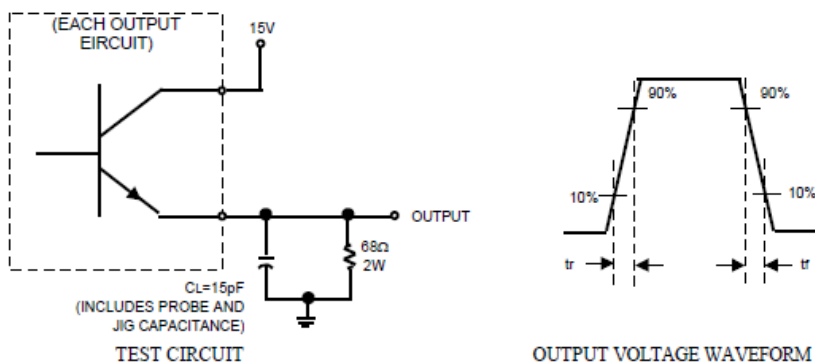 (EACH OUTPUT
EIRCUIT)
15V
OUTPUT
68Ω
2W
CL=15pF
(INCLUDES PROBE AND
JIG CAPACITANCE)
TEST CIRCUIT
90%
90%
10%
10%
tr
tf
OUTPUT VOLTAGE WAVEFORM